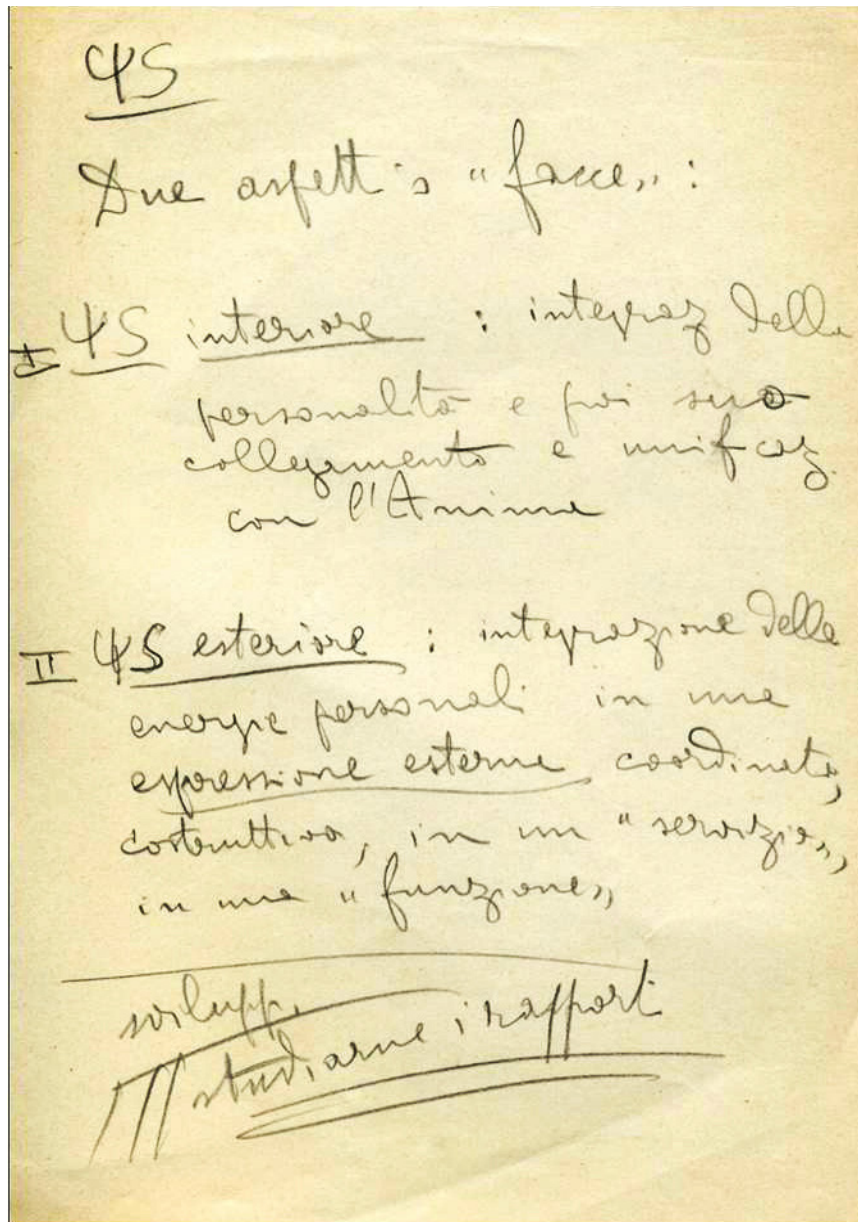 ΨS
Due aspetti o "facce„:
I ΨS interiore : integraz della
personalità e poi suo
collegamento e unificaz.
con l'Anima
II ΨS esteriore : integrazione delle
energie personali in una
espressione esterna coordinata,
costruttiva, in un "servizio„,
in una "funzione„
svilupp.
studiarne i rapporti